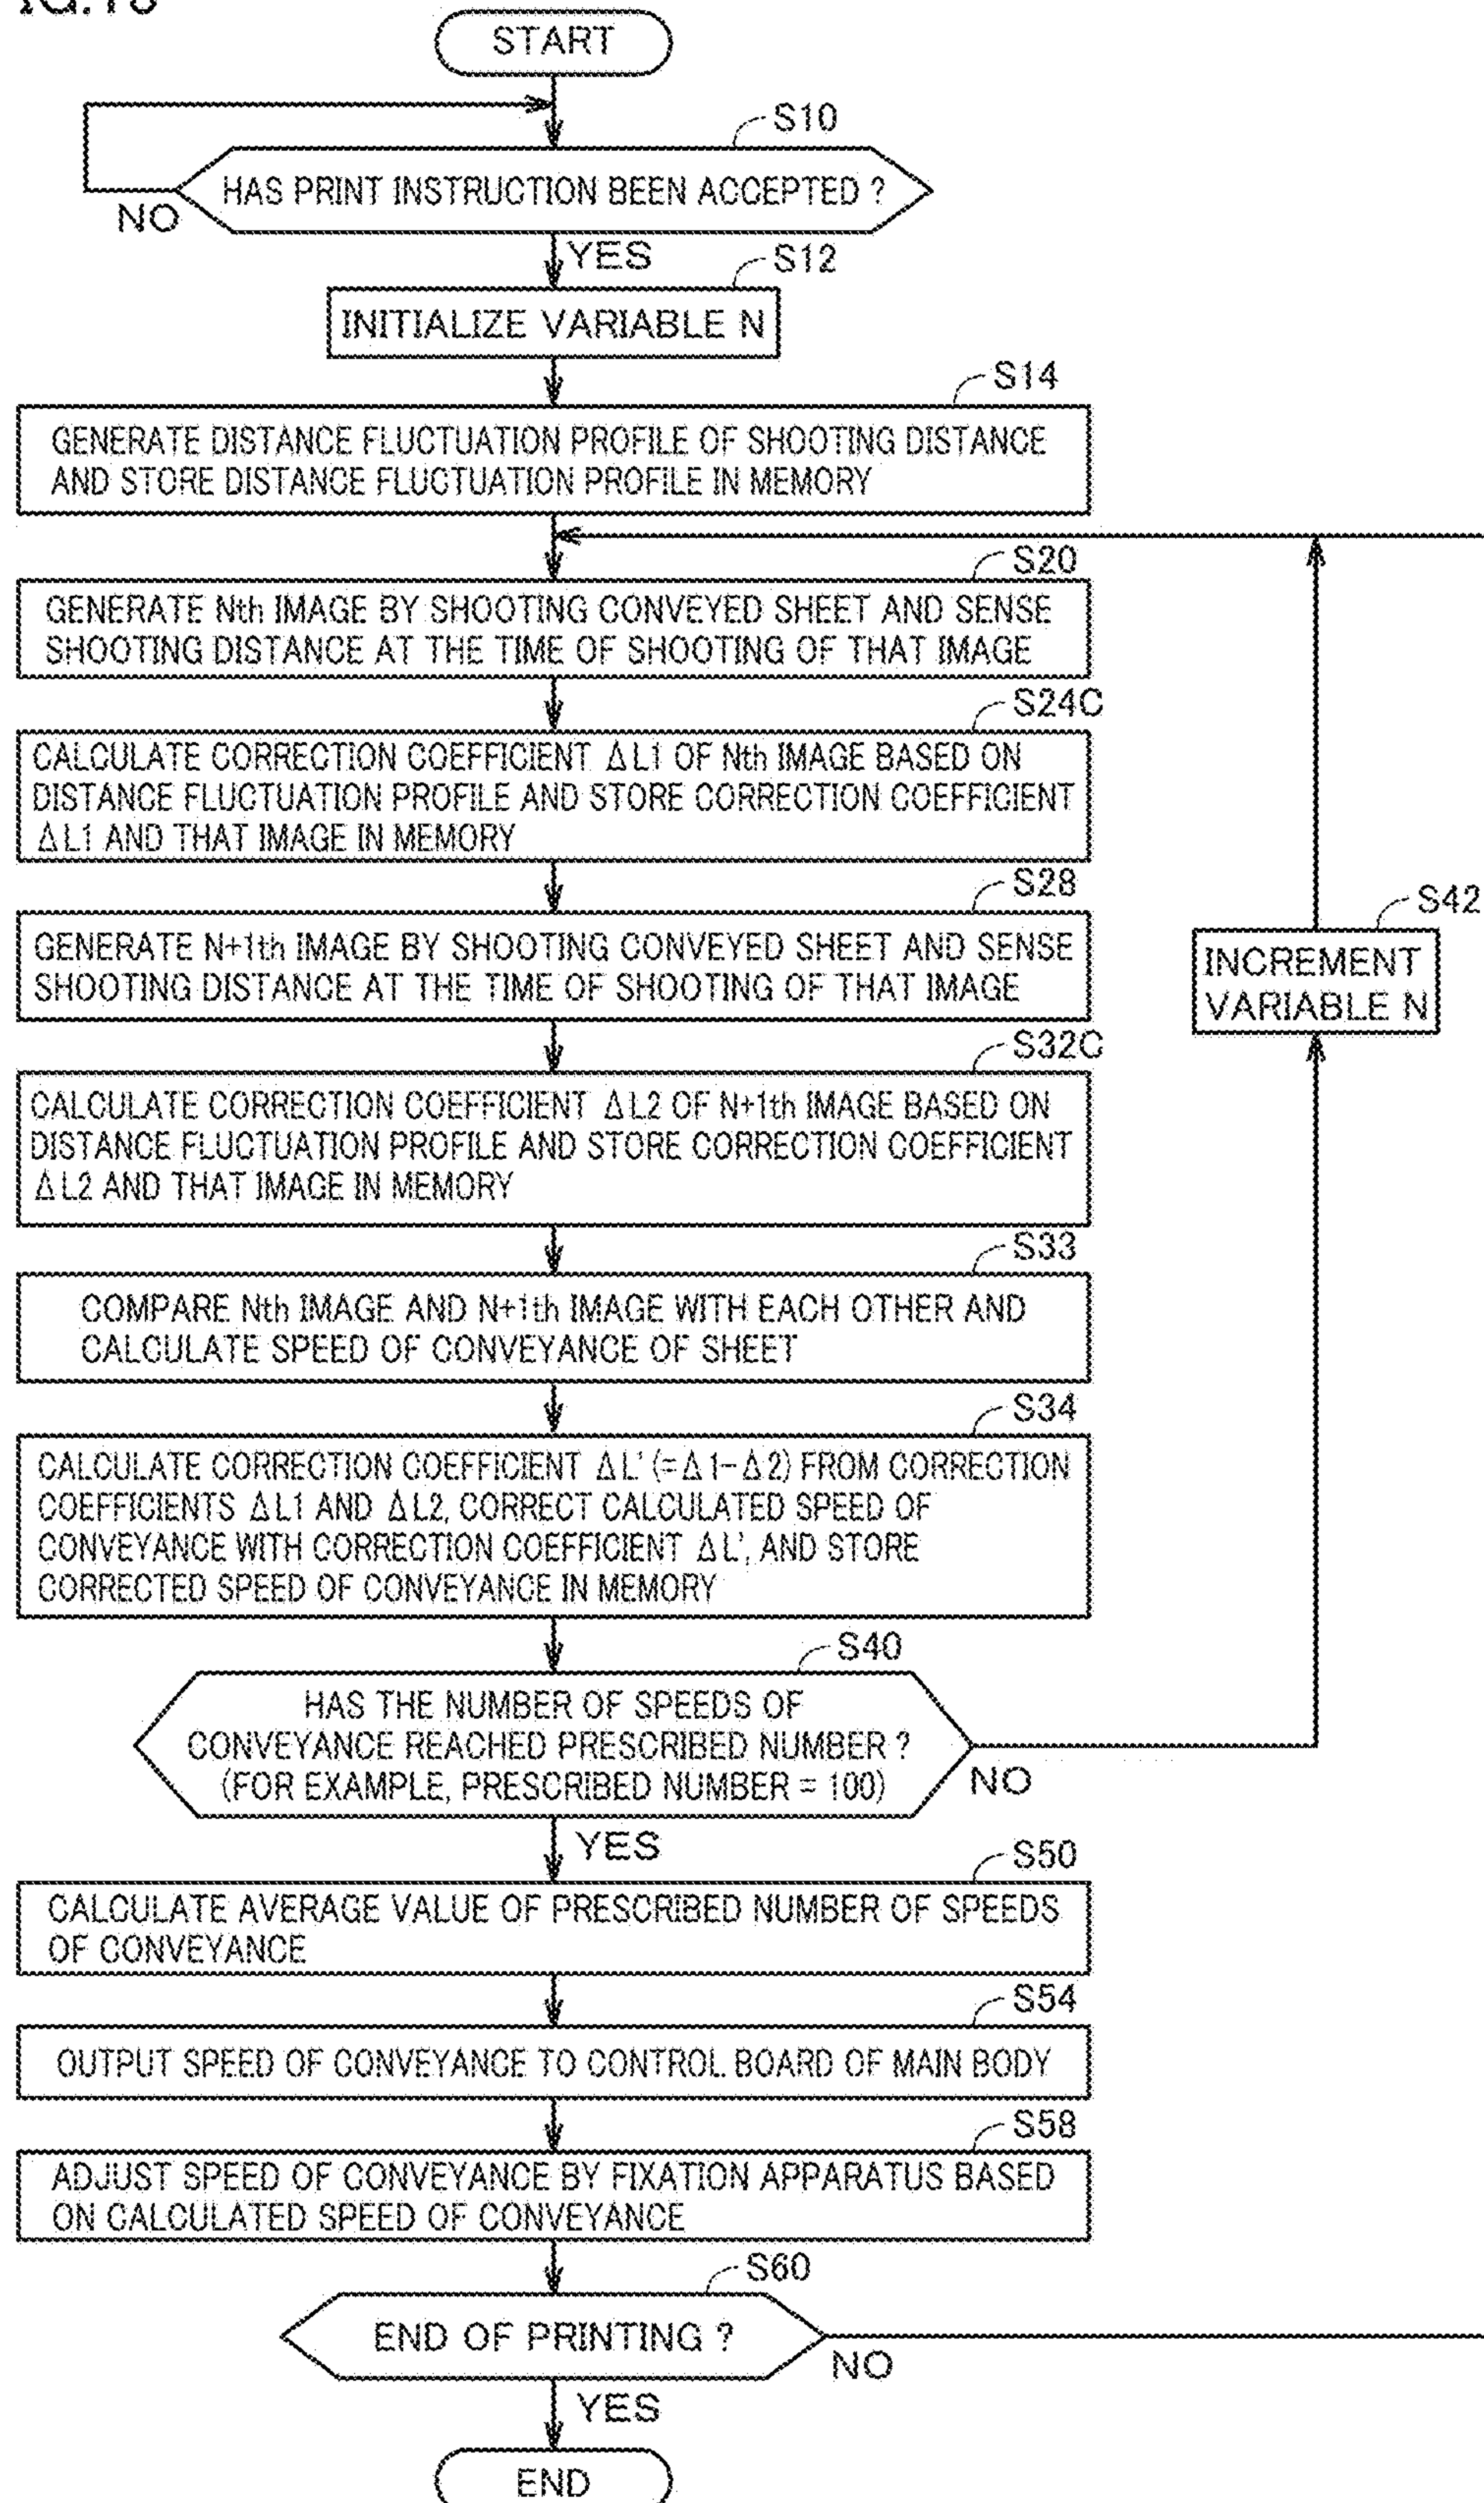 START
S10
HAS PRINT INSTRUCTION BEEN ACCEPTED ?
NO
YES
S12
INITIALIZE VARIABLE N
S14
GENERATE DISTANCE FLUCTUATION PROFILE OF SHOOTING DISTANCE
AND STORE DISTANCE FLUCTUATION PROFILE IN MEMORY
S20
GENERATE Nth IMAGE BY SHOOTING CONVEYED SHEET AND SENSE
SHOOTING DISTANCE AT THE TIME OF SHOOTING OF THAT IMAGE
S24C
CALCULATE CORRECTION COEFFICIENT ΔL1 OF Nth IMAGE BASED ON
DISTANCE FLUCTUATION PROFILE AND STORE CORRECTION COEFFICIENT
ΔL1 AND THAT IMAGE IN MEMORY
S28
GENERATE N+1th IMAGE BY SHOOTING CONVEYED SHEET AND SENSE
SHOOTING DISTANCE AT THE TIME OF SHOOTING OF THAT IMAGE
S42
INCREMENT
VARIABLE N
S32C
CALCULATE CORRECTION COEFFICIENT ΔL2 OF N+1th IMAGE BASED ON
DISTANCE FLUCTUATION PROFILE AND STORE CORRECTION COEFFICIENT
ΔL2 AND THAT IMAGE IN MEMORY
S33
COMPARE Nth IMAGE AND N+1th IMAGE WITH EACH OTHER AND
CALCULATE SPEED OF CONVEYANCE OF SHEET
S34
CALCULATE CORRECTION COEFFICIENT ΔL' (=Δ1-Δ2) FROM CORRECTION
COEFFICIENTS ΔL1 AND ΔL2, CORRECT CALCULATED SPEED OF
CONVEYANCE WITH CORRECTION COEFFICIENT ΔL', AND STORE
CORRECTED SPEED OF CONVEYANCE IN MEMORY
S40
HAS THE NUMBER OF SPEEDS OF
CONVEYANCE REACHED PRESCRIBED NUMBER ?
(FOR EXAMPLE, PRESCRIBED NUMBER = 100)
NO
YES
S50
CALCULATE AVERAGE VALUE OF PRESCRIBED NUMBER OF SPEEDS
OF CONVEYANCE
S54
OUTPUT SPEED OF CONVEYANCE TO CONTROL BOARD OF MAIN BODY
S58
ADJUST SPEED OF CONVEYANCE BY FIXATION APPARATUS BASED
ON CALCULATED SPEED OF CONVEYANCE
S60
END OF PRINTING ?
NO
YES
END